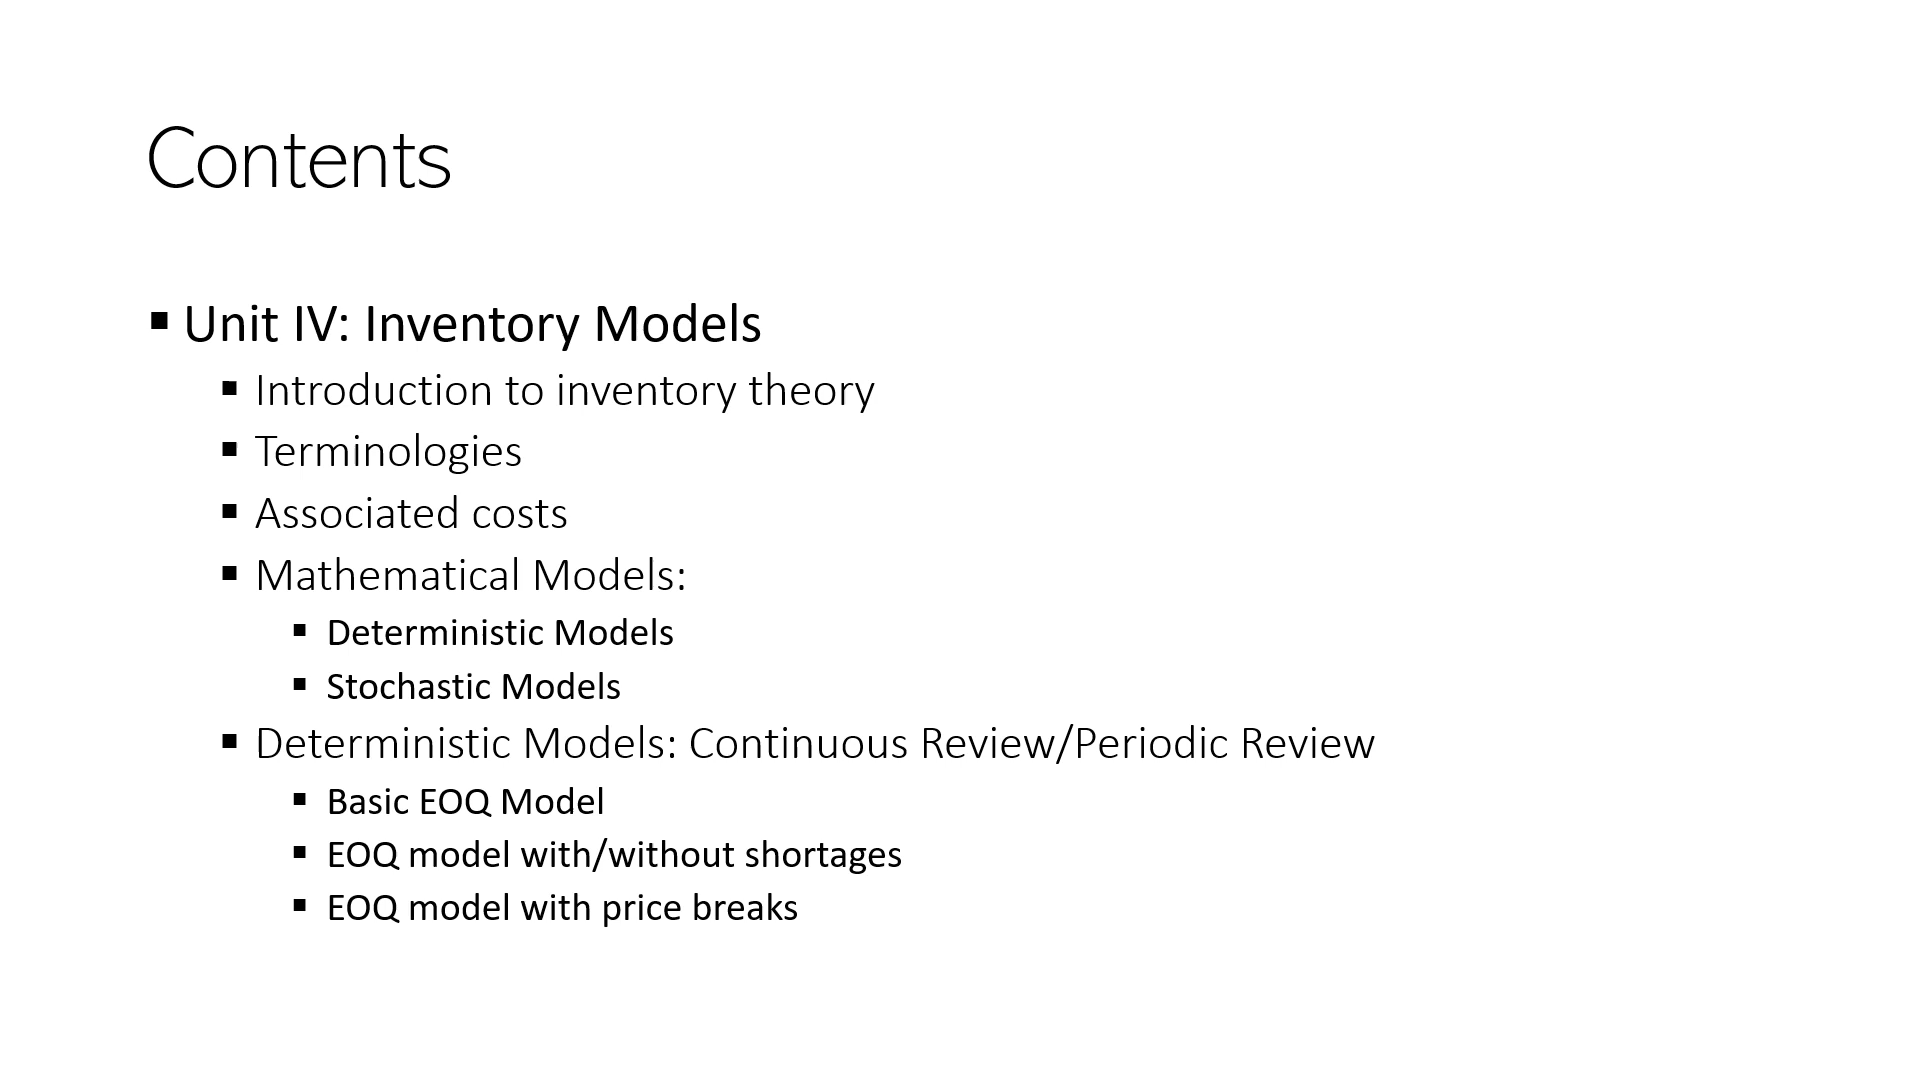 Contents
▪ Unit IV: Inventory Models
▪ Introduction to inventory theory
▪ Terminologies
▪ Associated costs
▪ Mathematical Models:
▪ Deterministic Models
▪ Stochastic Models
▪ Deterministic Models: Continuous Review/Periodic Review
▪ Basic EOQ Model
▪ EOQ model with/without shortages
▪ EOQ model with price breaks